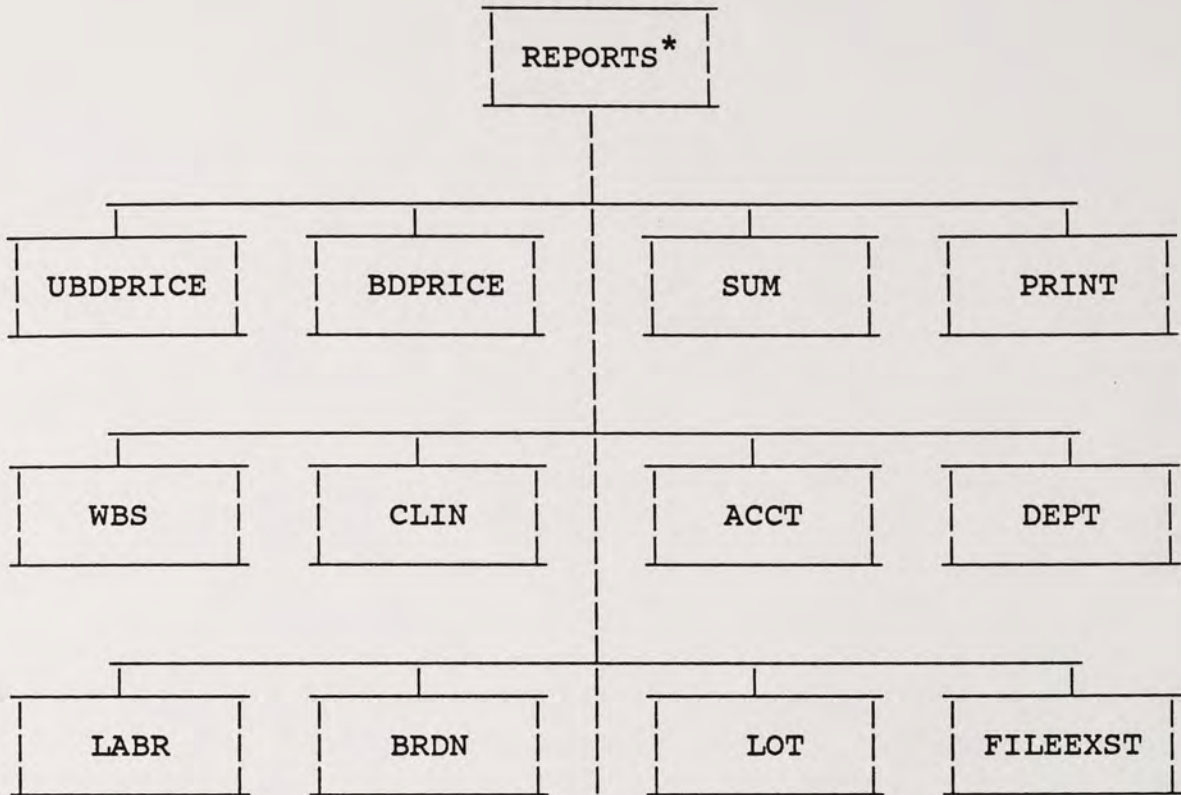 REPORTS*
UBDPRICE BDPRICE SUM PRINT
WBS CLIN ACCT DEPT
LABR BRDN LOT FILEEXST